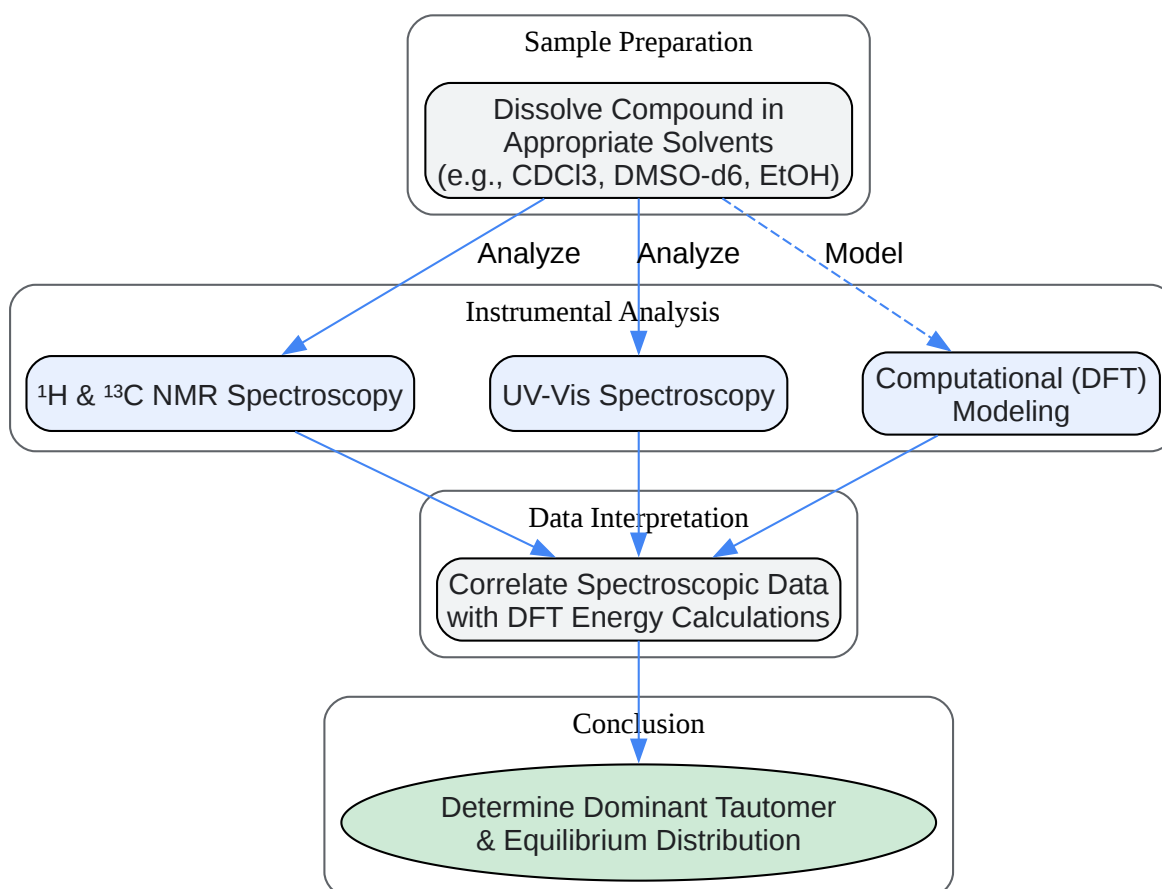 Sample Preparation
Dissolve Compound in
Appropriate Solvents
(e.g., CDCl3, DMSO-d6, EtOH)
Analyze
Analyze
Model
Instrumental Analysis
¹H & ¹³C NMR Spectroscopy
UV-Vis Spectroscopy
Computational (DFT)
Modeling
Data Interpretation
Correlate Spectroscopic Data
with DFT Energy Calculations
Conclusion
Determine Dominant Tautomer
& Equilibrium Distribution